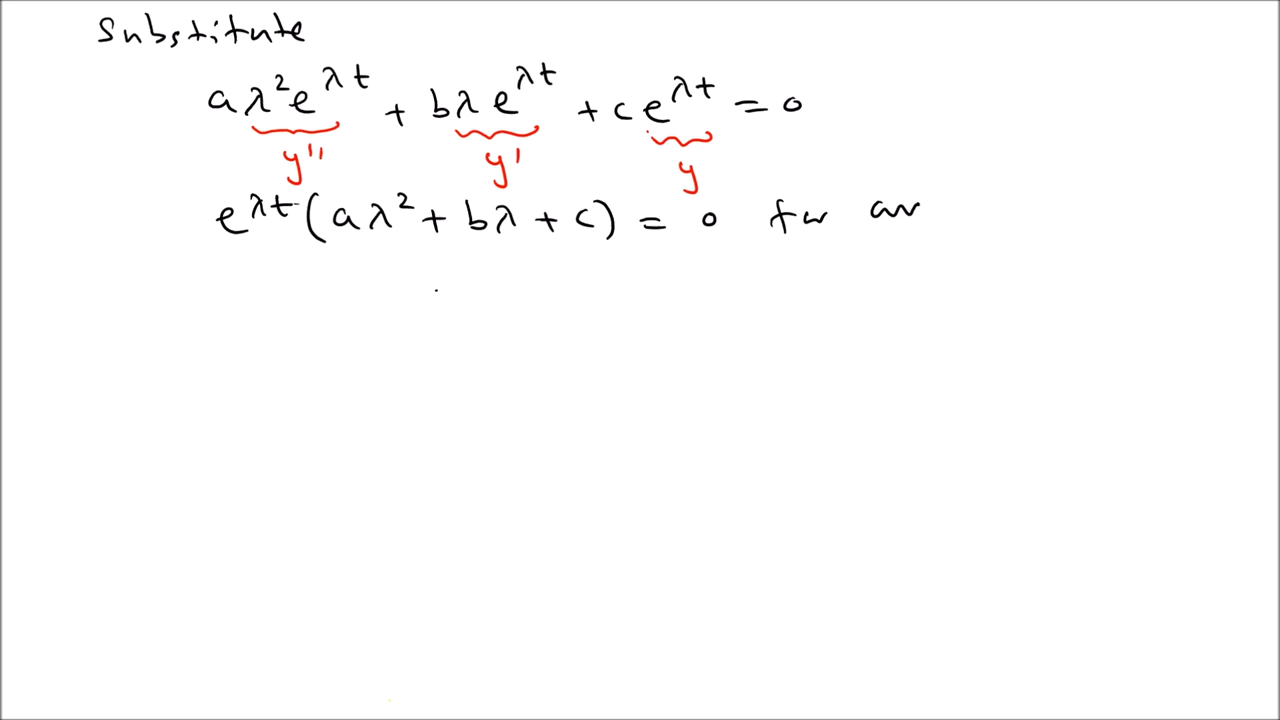 Substitute
aλ²e^{λt} + bλe^{λt} + ce^{λt} = 0
y'' y' y
e^{λt}(aλ² + bλ + c) = 0 for